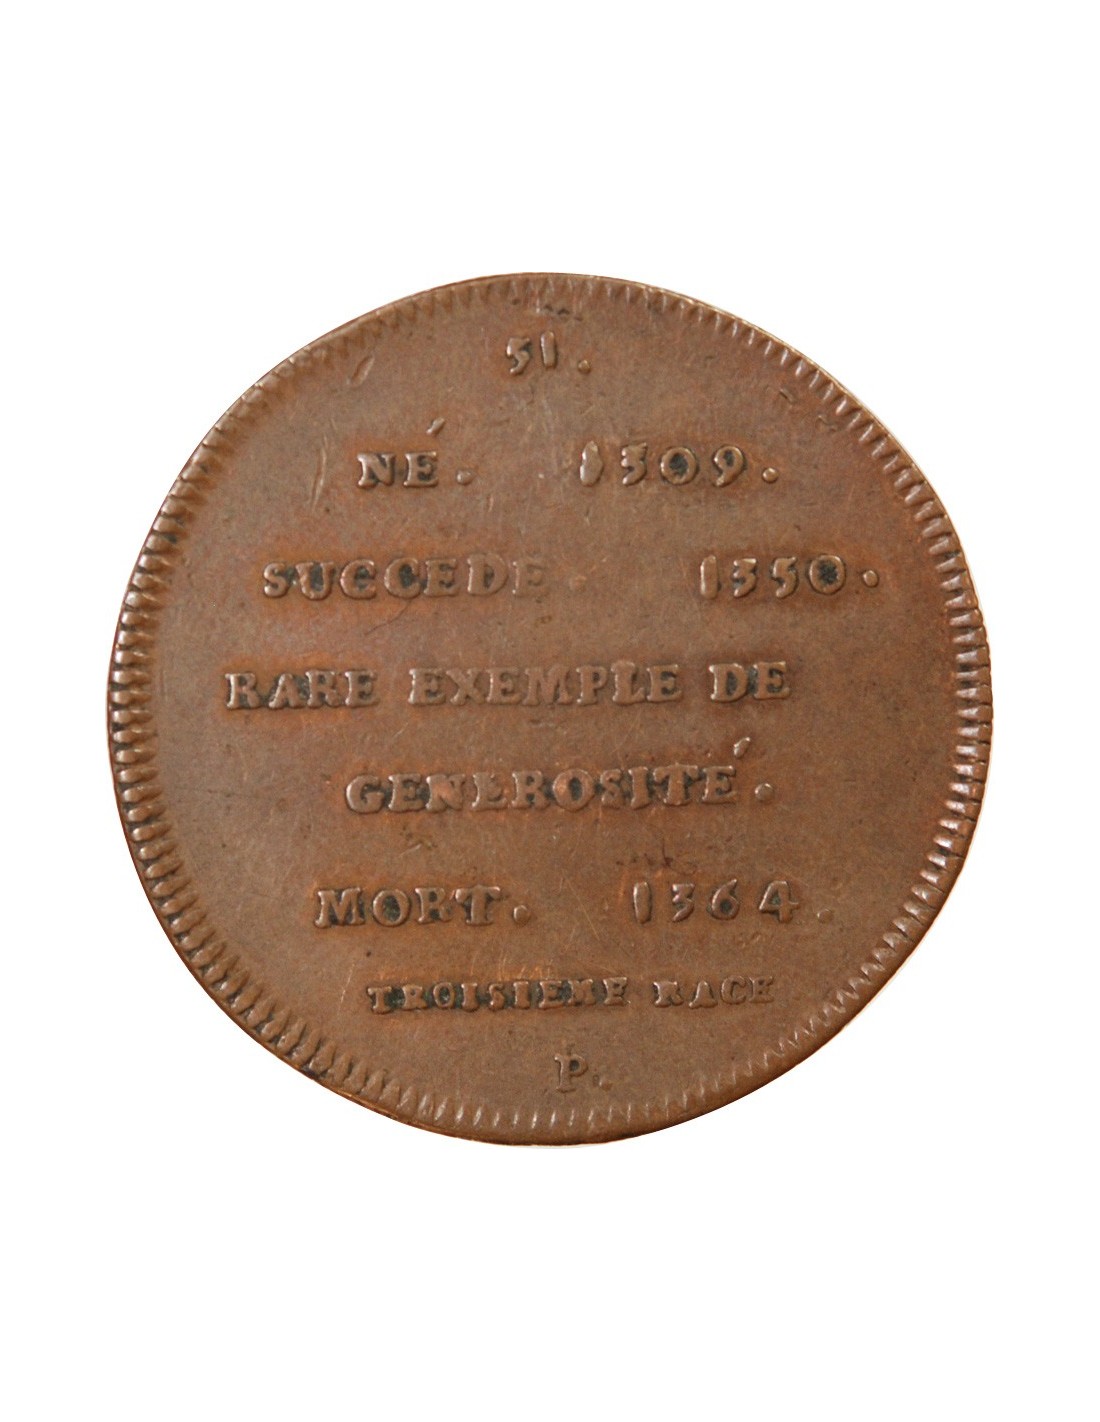 51.
NÉ. 1309.
SUCCEDE. 1350.
RARE EXEMPLE DE
GENEROSITÉ.
MORT. 1364.
TROISIEME RACE
P.